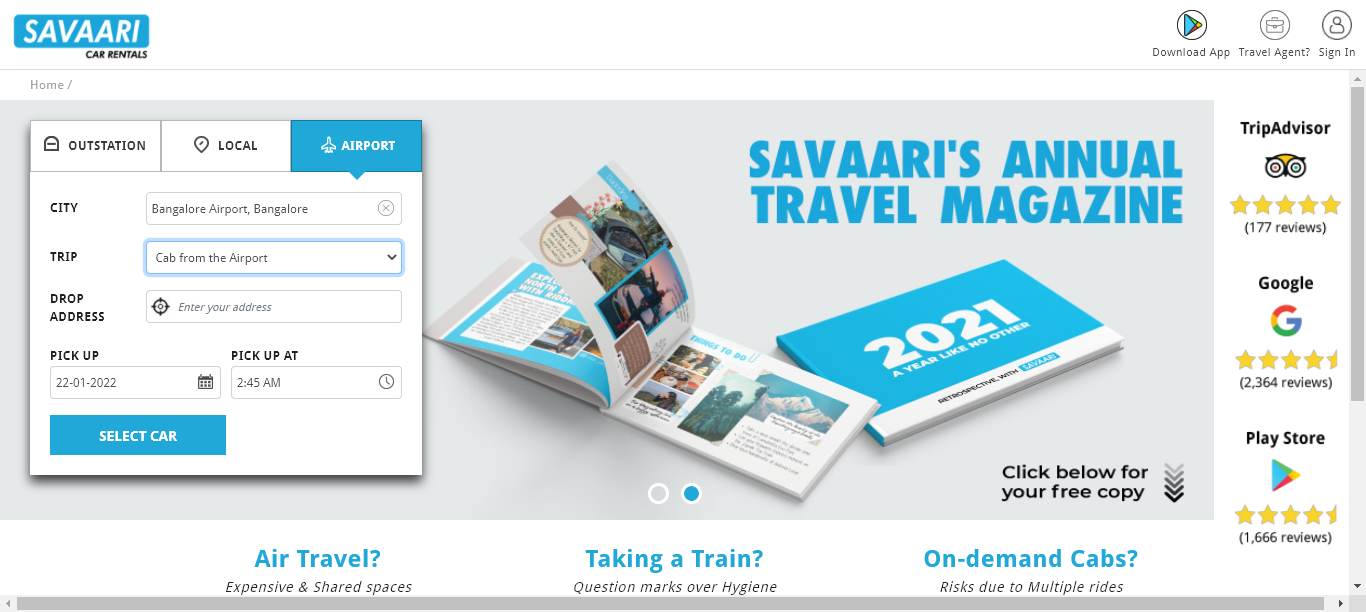 SAVAARI
CAR RENTALS
Download App
Travel Agent?
Sign In
Home /
OUTSTATION
LOCAL
AIRPORT
CITY
Bangalore Airport, Bangalore
TRIP
Cab from the Airport
DROP
ADDRESS
Enter your address
PICK UP
PICK UP AT
22-01-2022
2:45 AM
SELECT CAR
SAVAARI'S ANNUAL
TRAVEL MAGAZINE
THINGS TO DO
2021
A YEAR LIKE NO OTHER
RETROSPECTIVE, WITH SAVAARI
Click below for
your free copy
TripAdvisor
(177 reviews)
Google
(2,364 reviews)
Play Store
(1,666 reviews)
Air Travel?
Expensive & Shared spaces
Taking a Train?
Question marks over Hygiene
On-demand Cabs?
Risks due to Multiple rides